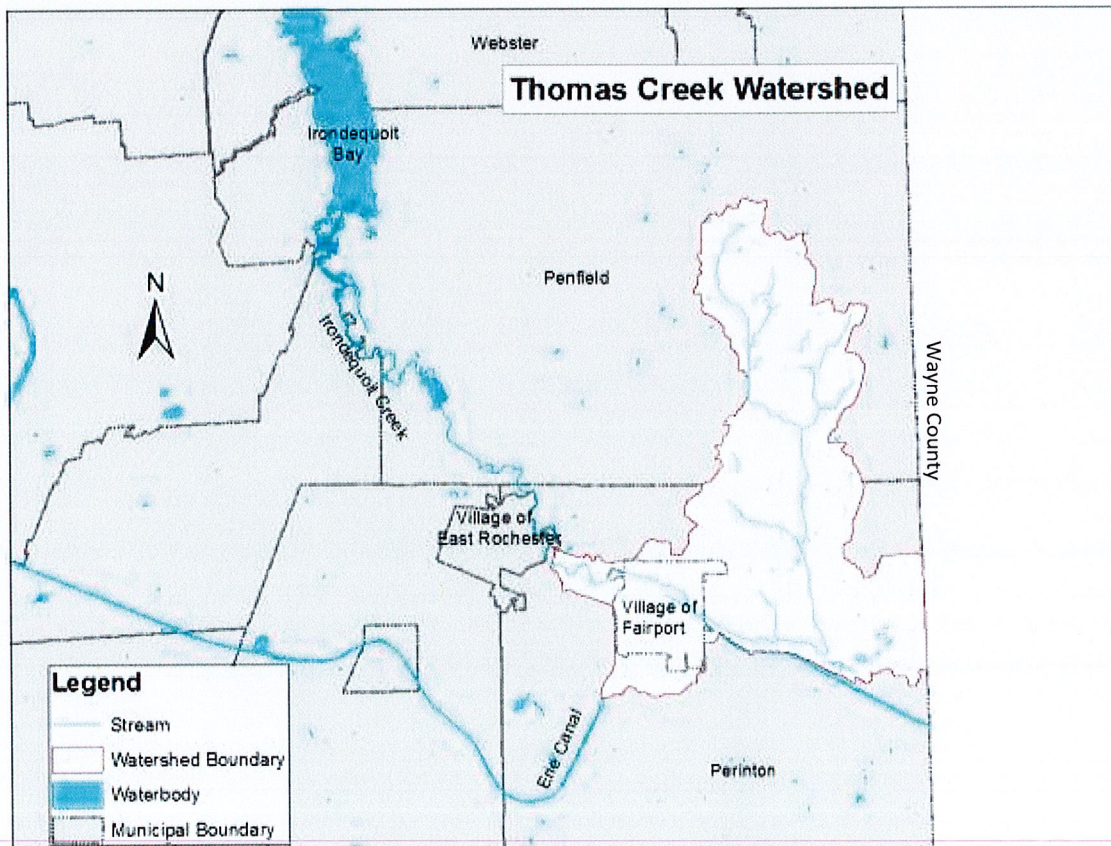 Webster
Thomas Creek Watershed
Irondequoit
Bay
Penfield
N
Irondequoit Creek
Wayne County
Village of
East Rochester
Village of
Fairport
Erie Canal
Perinton
Legend
Stream
Watershed Boundary
Waterbody
Municipal Boundary